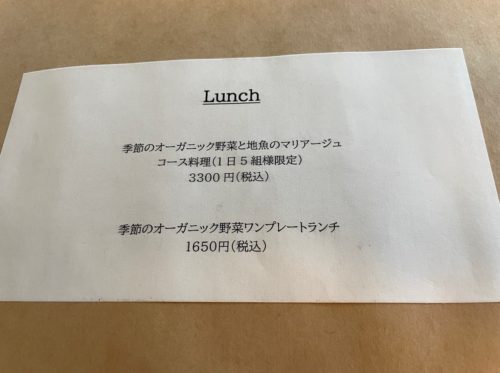 Lunch
季節のオーガニック野菜と地魚のマリアージュ
コース料理(1日5組様限定)
3300円(税込)
季節のオーガニック野菜ワンプレートランチ
1650円(税込)